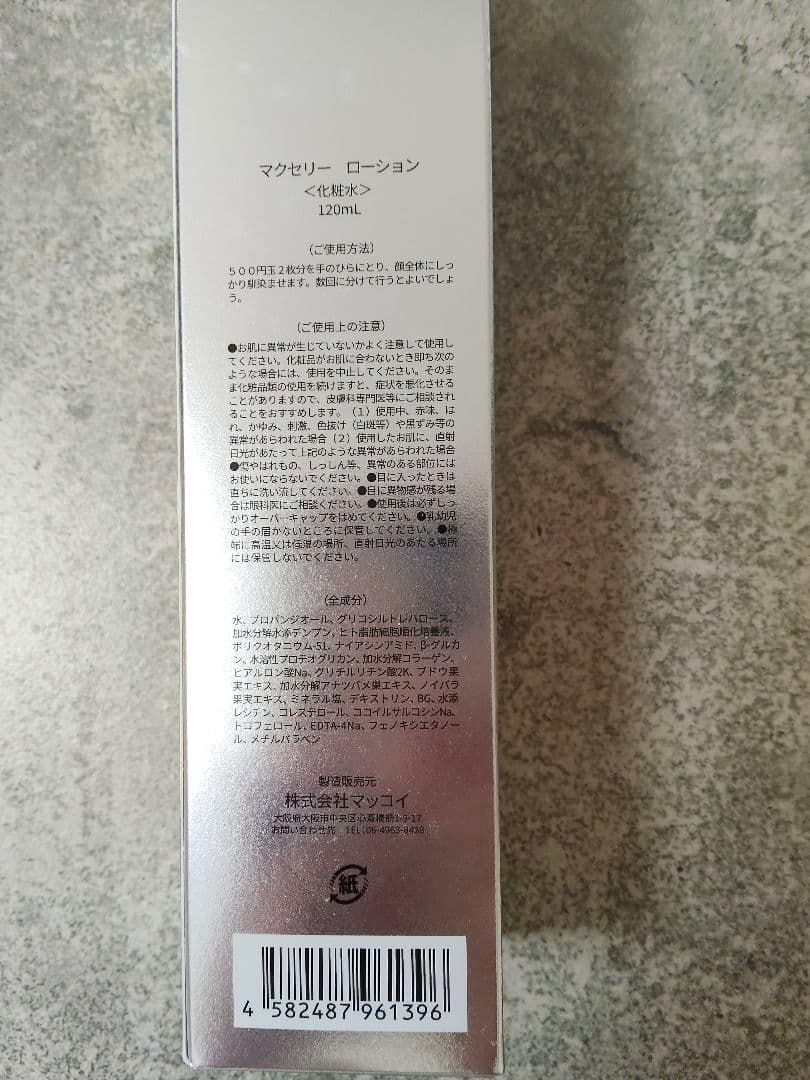 マクセリー　ローション
＜化粧水＞
120mL
（ご使用方法）
５００円玉２枚分を手のひらにとり、顔全体にしっ
かり馴染ませます。数回に分けて行うとよいでしょ
う。
（ご使用上の注意）
●お肌に異常が生じていないかよく注意して使用し
てください。化粧品がお肌に合わないとき即ち次の
ような場合には、使用を中止してください。そのま
ま化粧品類の使用を続けますと、症状を悪化させる
ことがありますので、皮膚科専門医等にご相談され
ることをおすすめします。（１）使用中、赤味、は
れ、かゆみ、刺激、色抜け（白斑等）や黒ずみ等の
異常があらわれた場合（２）使用したお肌に、直射
日光があたって上記のような異常があらわれた場合
●傷やはれもの、しっしん等、異常のある部位には
お使いにならないでください。●目に入ったときは
直ちに洗い流してください。●目に異物感が残る場
合は眼科医にご相談ください。●使用後は必ずしっ
かりオーバーキャップをはめてください。●乳幼児
の手の届かないところに保管してください。●極
端に高温又は低温の場所、直射日光のあたる場所
には保管しないでください。
（全成分）
水、プロパンジオール、グリコシルトレハロース、
加水分解水添デンプン、ヒト脂肪細胞順化培養液、
ポリクオタニウム-51、ナイアシンアミド、β-グルカ
ン、水溶性プロテオグリカン、加水分解コラーゲン、
ヒアルロン酸Na、グリチルリチン酸2K、ブドウ果
実エキス、加水分解アナツバメ巣エキス、ノイバラ
果実エキス、ミネラル塩、デキストリン、BG、水添
レシチン、コレステロール、ココイルサルコシンNa、
トコフェロール、EDTA-4Na、フェノキシエタノー
ル、メチルパラベン
製造販売元
株式会社マッコイ
大阪府大阪市中央区心斎橋筋1-9-17
お問い合わせ先　TEL:06-4963-8428
紙
4 582487 961396